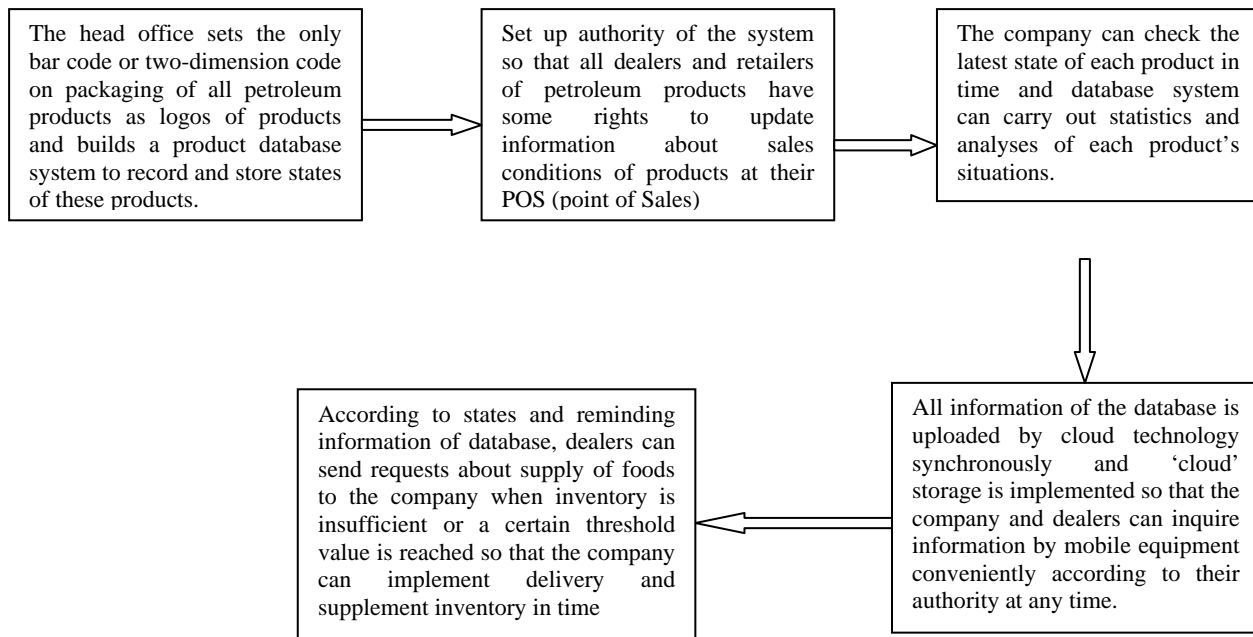 The head office sets the only
bar code or two-dimension code
on packaging of all petroleum
products as logos of products
and builds a product database
system to record and store states
of these products.
Set up authority of the system
so that all dealers and retailers
of petroleum products have
some rights to update
information about sales
conditions of products at their
POS (point of Sales)
The company can check the
latest state of each product in
time and database system
can carry out statistics and
analyses of each product’s
situations.
All information of the database is
uploaded by cloud technology
synchronously and ‘cloud’
storage is implemented so that the
company and dealers can inquire
information by mobile equipment
conveniently according to their
authority at any time.
According to states and reminding
information of database, dealers can
send requests about supply of foods
to the company when inventory is
insufficient or a certain threshold
value is reached so that the company
can implement delivery and
supplement inventory in time